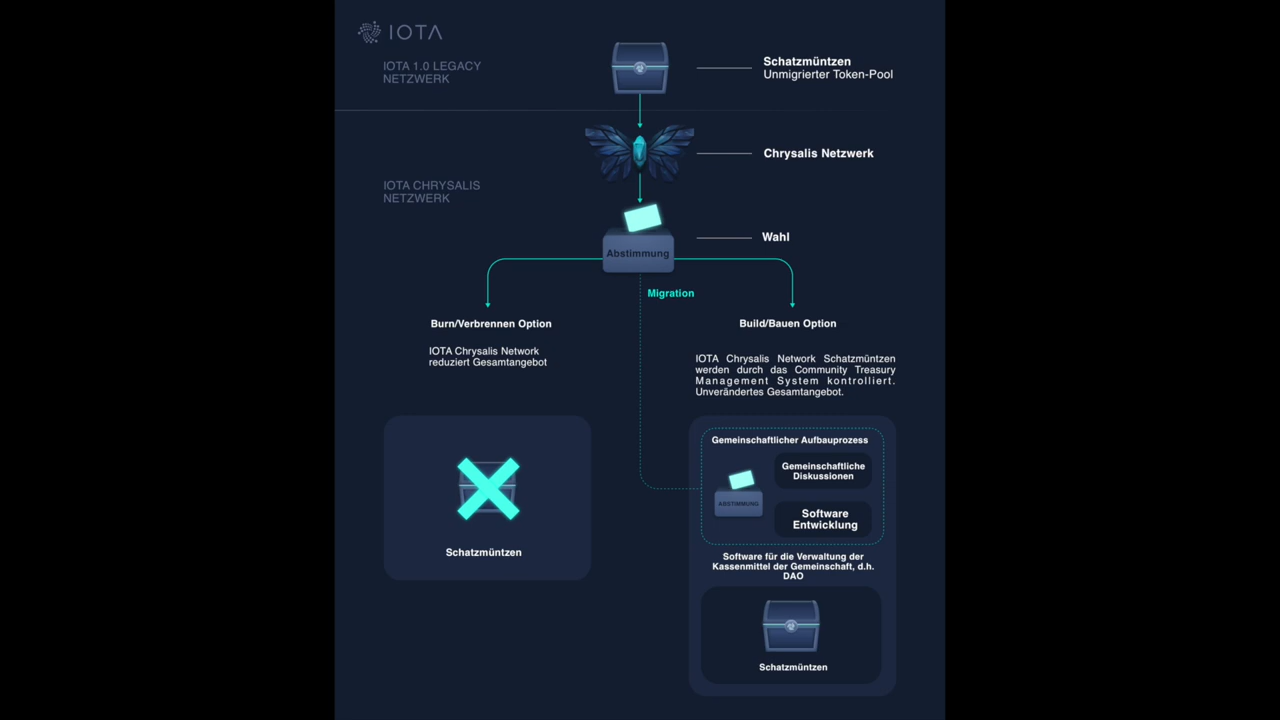 IOTA
IOTA 1.0 LEGACY
NETZWERK
Schatzmüntzen
Unmigrierter Token-Pool
Chrysalis Netzwerk
IOTA CHRYSALIS
NETZWERK
Wahl
Abstimmung
Migration
Burn/Verbrennen Option
IOTA Chrysalis Network
reduziert Gesamtangebot
Build/Bauen Option
IOTA Chrysalis Network Schatzmüntzen
werden durch das Community Treasury
Management System kontrolliert.
Unverändertes Gesamtangebot.
Schatzmüntzen
Gemeinschaftlicher Aufbauprozess
Gemeinschaftliche
Diskussionen
ABSTIMMUNG
Software
Entwicklung
Software für die Verwaltung der
Kassenmittel der Gemeinschaft, d.h.
DAO
Schatzmüntzen